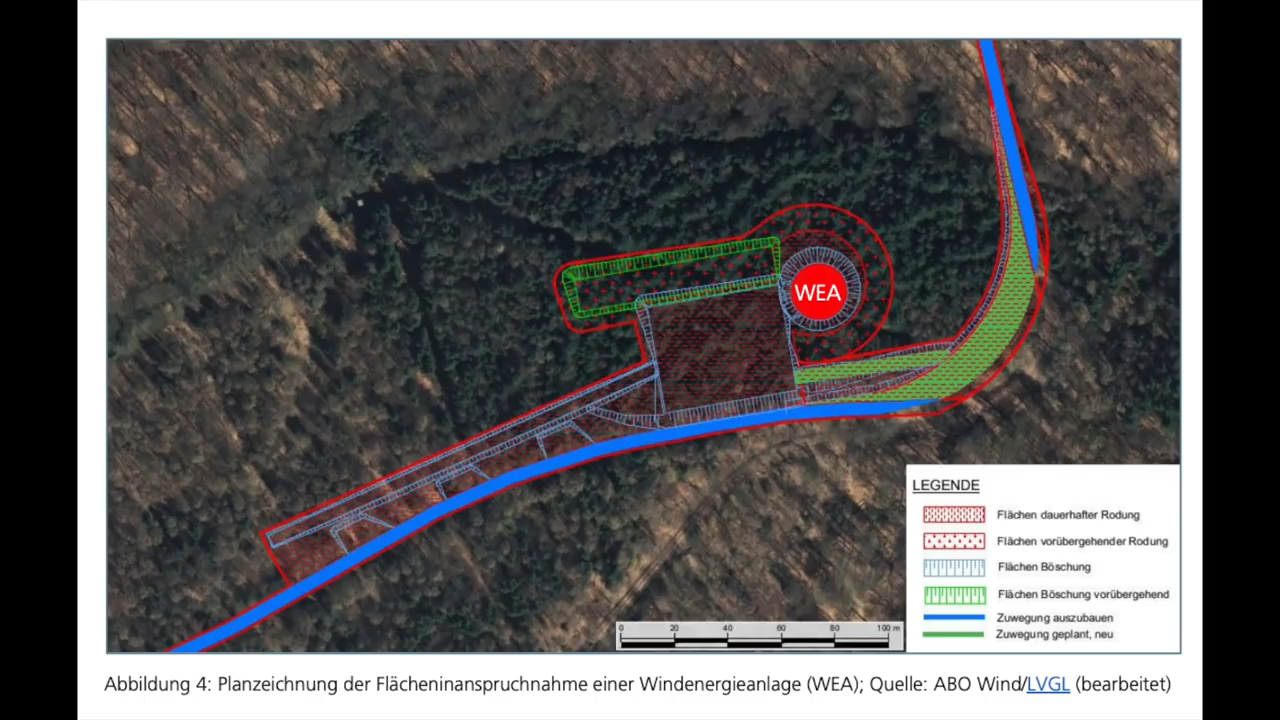 WEA
LEGENDE
Flächen dauerhafter Rodung
Flächen vorübergehender Rodung
Flächen Böschung
Flächen Böschung vorübergehend
Zuwegung auszubauen
Zuwegung geplant, neu
0 20 40 60 80 100 m
Abbildung 4: Planzeichnung der Flächeninanspruchnahme einer Windenergieanlage (WEA); Quelle: ABO Wind/LVGL (bearbeitet)